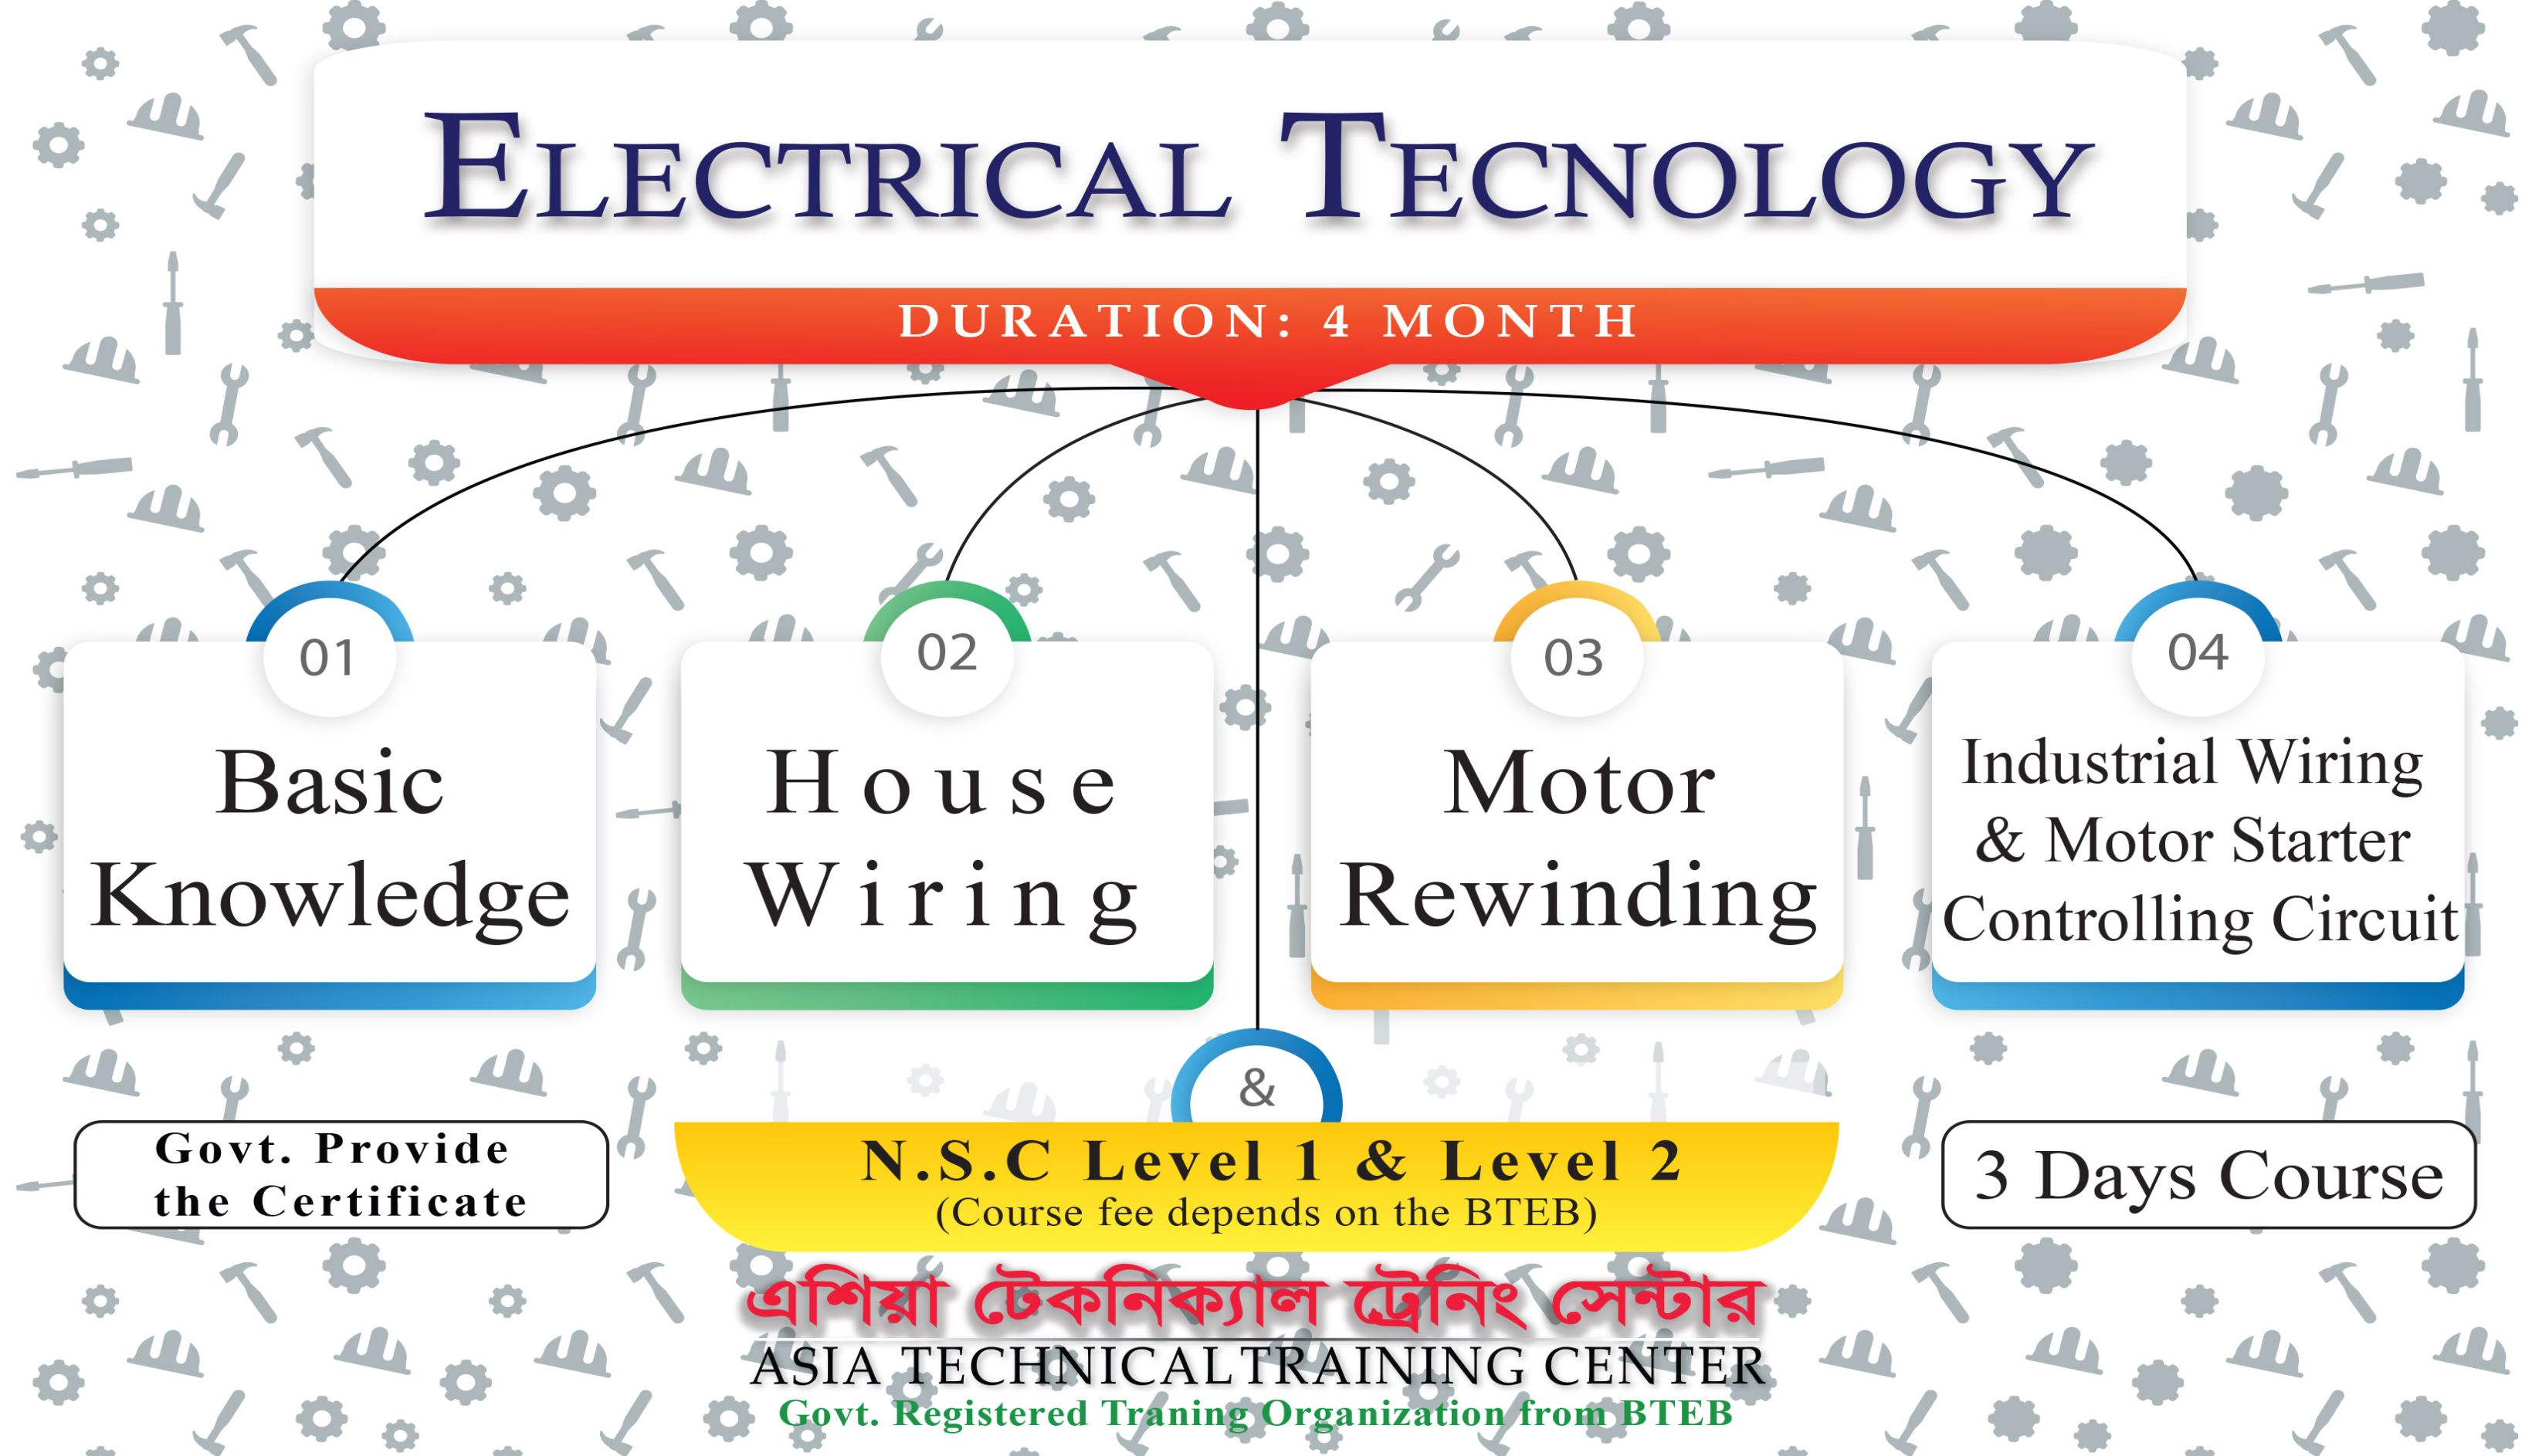 ELECTRICAL TECNOLOGY
DURATION: 4 MONTH
01
Basic
Knowledge
02
House
Wiring
03
Motor
Rewinding
04
Industrial Wiring
& Motor Starter
Controlling Circuit
Govt. Provide
the Certificate
&
N.S.C Level 1 & Level 2
(Course fee depends on the BTEB)
3 Days Course
এশিয়া টেকনিক্যাল ট্রেনিং সেন্টার
ASIA TECHNICAL TRAINING CENTER
Govt. Registered Traning Organization from BTEB